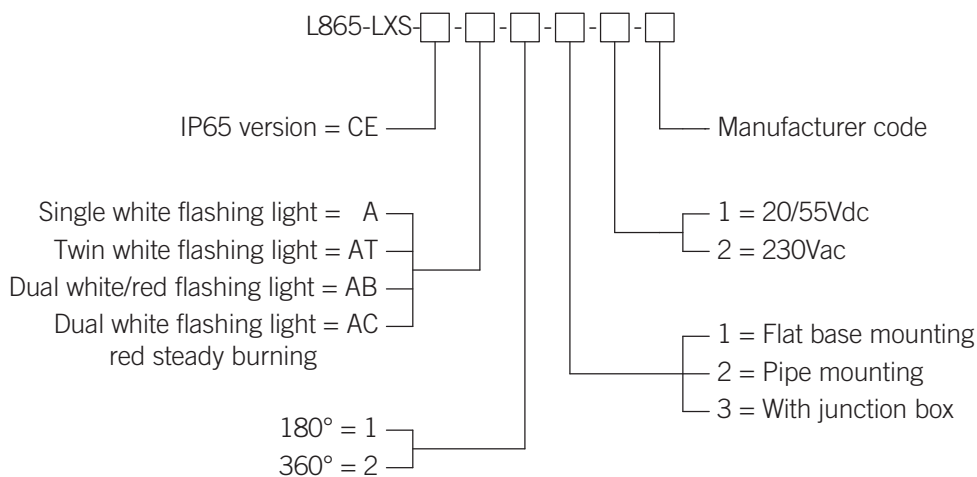 L865-LXS- - - - - -
IP65 version = CE
Manufacturer code
Single white flashing light = A
Twin white flashing light = AT
Dual white/red flashing light = AB
Dual white flashing light = AC
red steady burning
1 = 20/55Vdc
2 = 230Vac
1 = Flat base mounting
2 = Pipe mounting
3 = With junction box
180° = 1
360° = 2